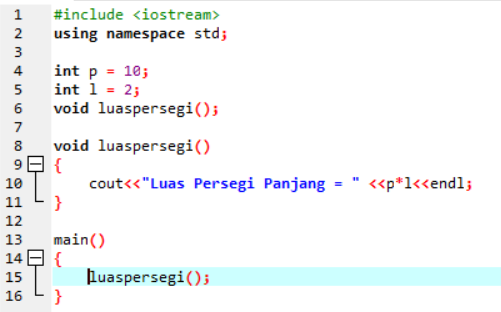 1 #include <iostream>
2 using namespace std;
3
4 int p = 10;
5 int l = 2;
6 void luaspersegi();
7
8 void luaspersegi()
9 {
10 cout<<"Luas Persegi Panjang = " <<p*l<<endl;
11 }
12
13 main()
14 {
15 luaspersegi();
16 }